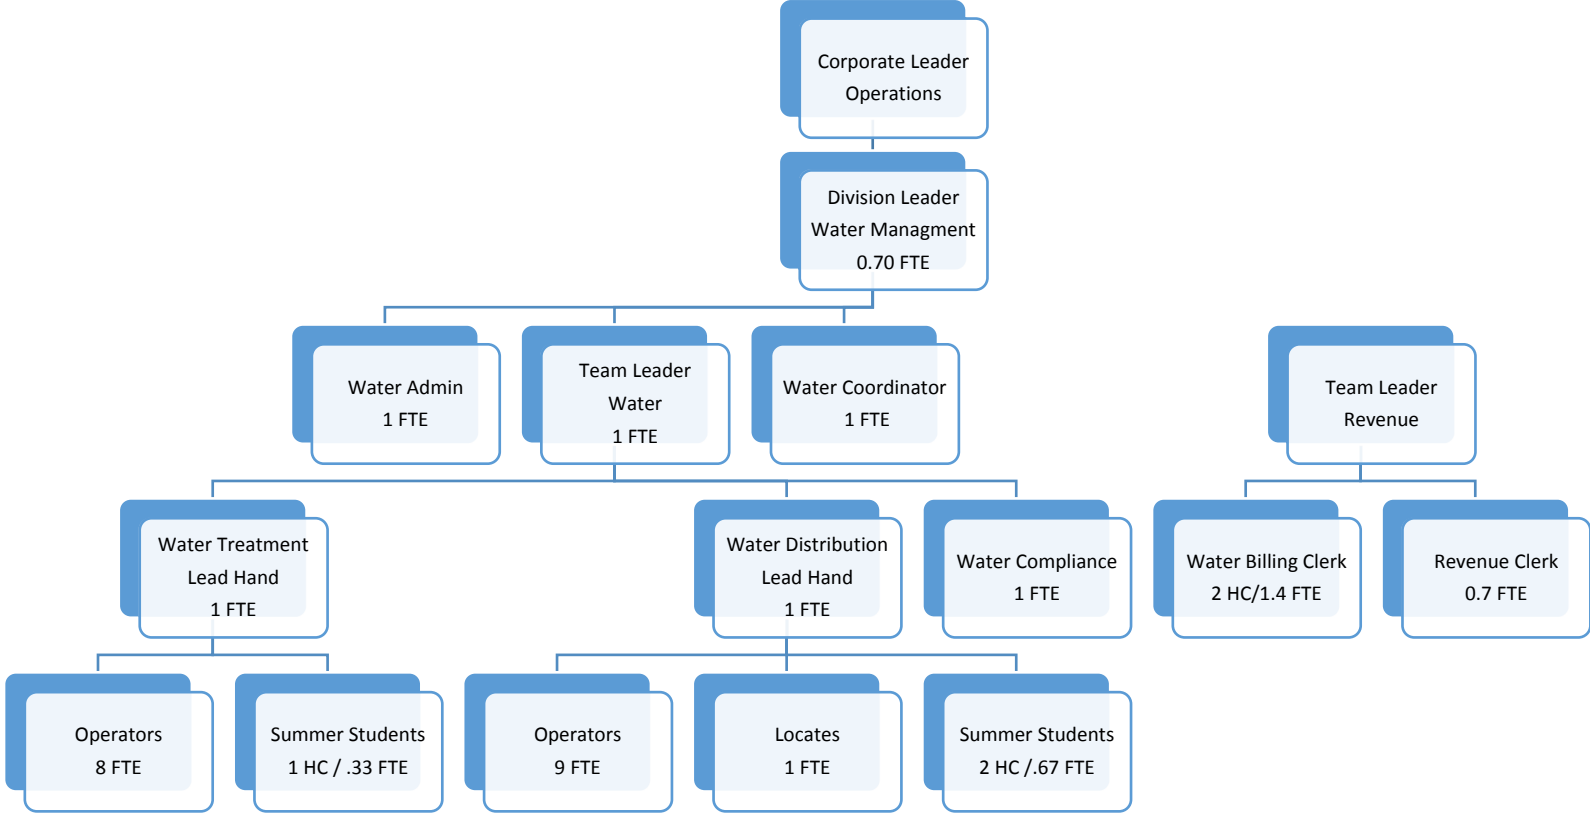 Corporate Leader
Operations
Division Leader
Water Managment
0.70 FTE
Water Admin
1 FTE
Team Leader
Water
1 FTE
Water Coordinator
1 FTE
Team Leader
Revenue
Water Treatment
Lead Hand
1 FTE
Water Distribution
Lead Hand
1 FTE
Water Compliance
1 FTE
Water Billing Clerk
2 HC/1.4 FTE
Revenue Clerk
0.7 FTE
Operators
8 FTE
Summer Students
1 HC / .33 FTE
Operators
9 FTE
Locates
1 FTE
Summer Students
2 HC /.67 FTE